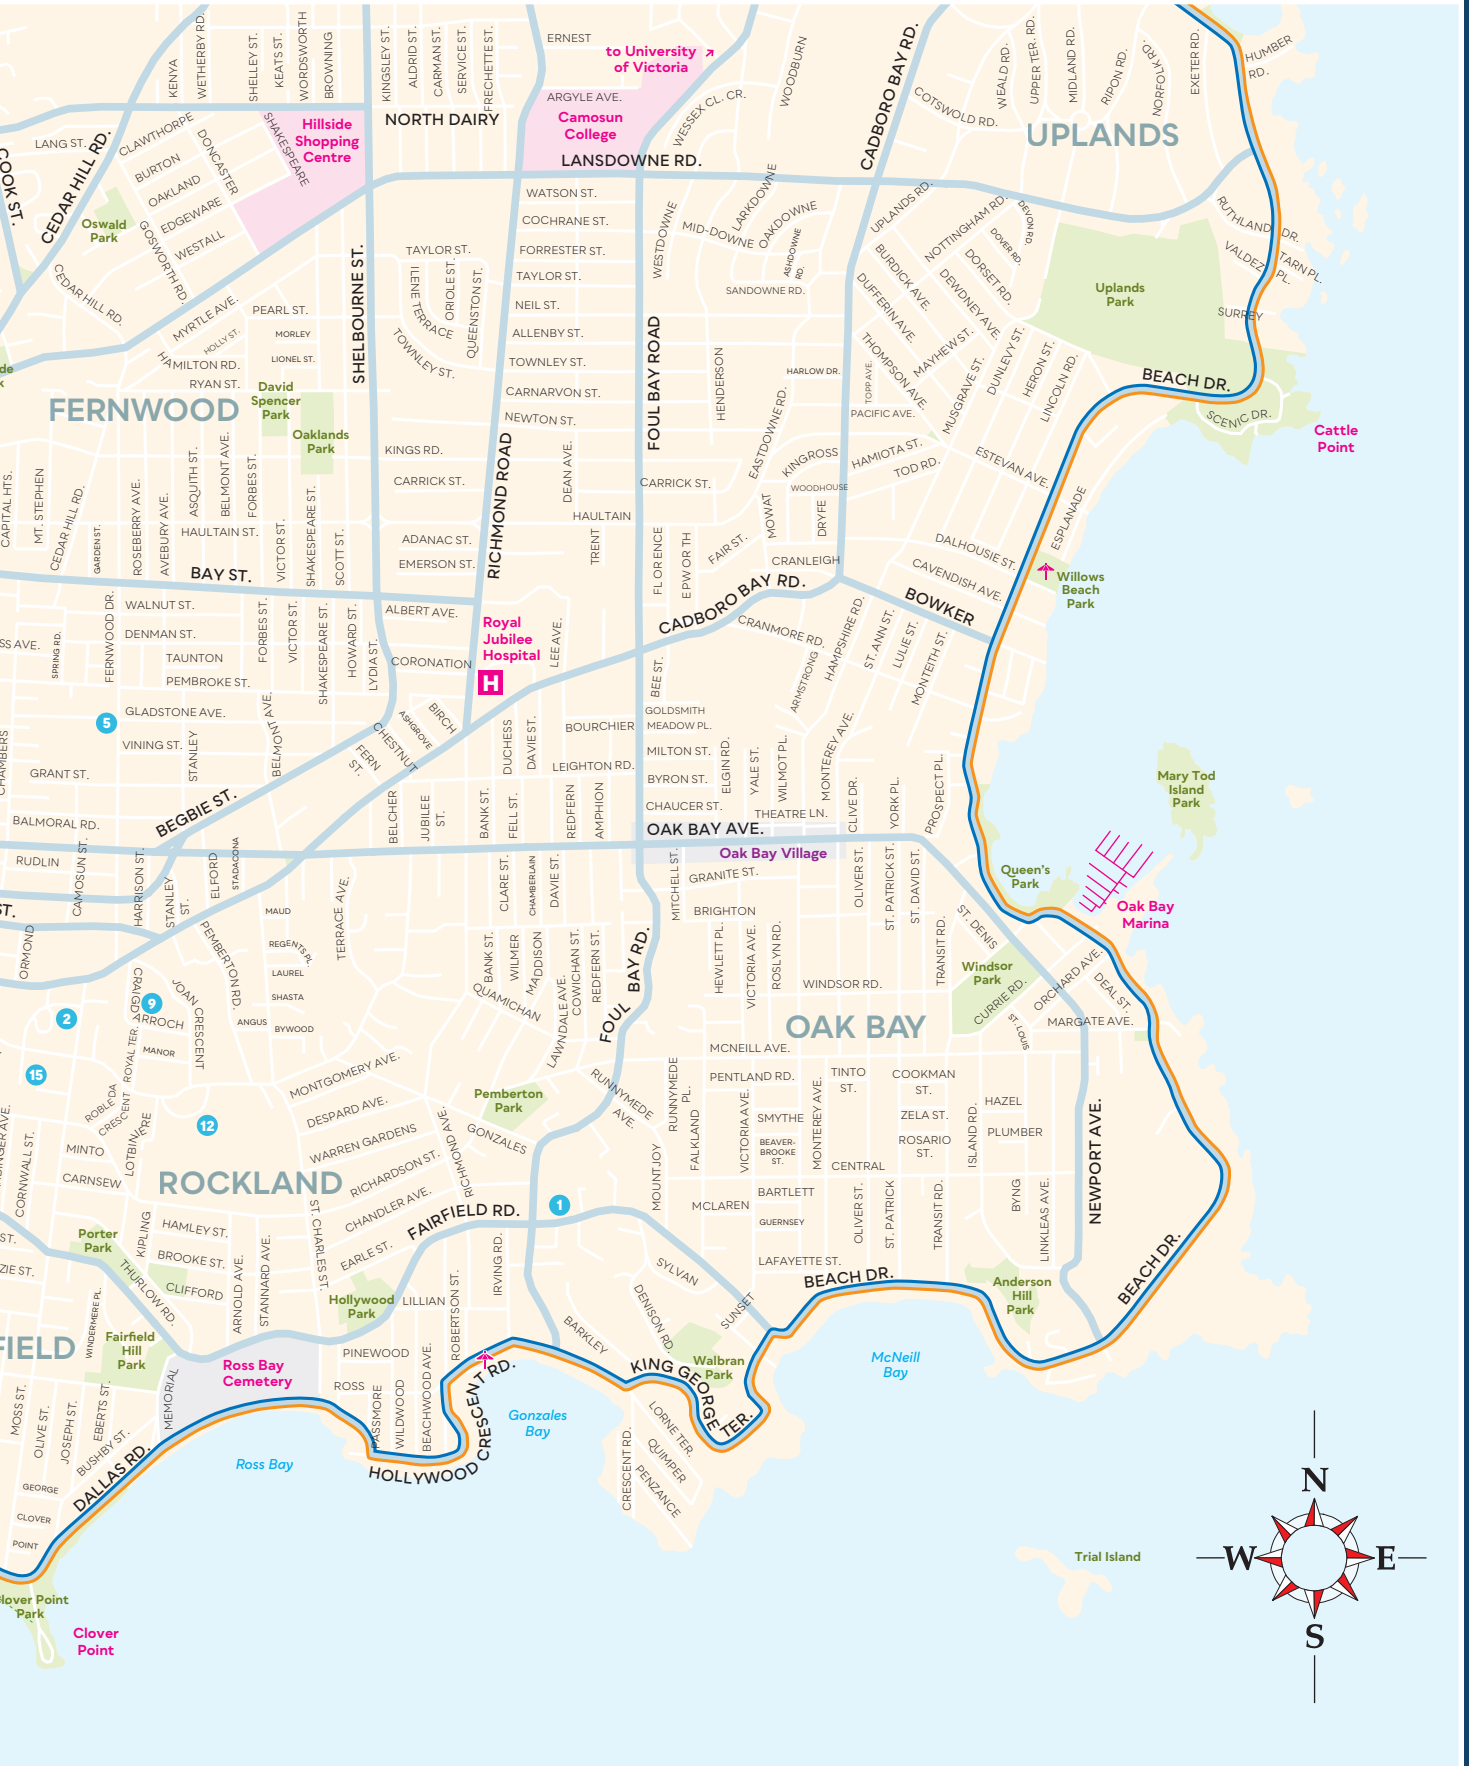 KENYA
WETHERBY RD.
SHELLEY ST.
KEATS ST.
WORDSWORTH
BROWNING
KINGSLEY ST.
ALDRID ST.
CARMAN ST.
SERVICE ST.
FRECHETTE ST.
ERNEST
to University
of Victoria
ARGYLE AVE.
Camosun
College
NORTH DAIRY
LANSDOWNE RD.
WESSEX CL. CR.
WOODBURN
CADBORO BAY RD.
COTSWOLD RD.
WEALD RD.
UPPER TER. RD.
MIDLAND RD.
RIPON RD.
NORFOLK RD.
EXETER RD.
HUMBER
RD.
UPLANDS
LANG ST.
COOK ST.
CEDAR HILL RD.
CLAWTHORPE
BURTON
OAKLAND
EDGEWARE
WESTALL
DONCASTER
SHAKESPEARE
Hillside
Shopping
Centre
Oswald
Park
GOSWORTH RD.
CEDAR HILL RD.
MYRTLE AVE.
HOLLY ST.
HAMILTON RD.
RYAN ST.
PEARL ST.
MORLEY
LIONEL ST.
SHELBOURNE ST.
TAYLOR ST.
ILENE TERRACE
ORIOLE ST.
QUEENSTON ST.
TOWNLEY ST.
WATSON ST.
COCHRANE ST.
FORRESTER ST.
TAYLOR ST.
NEIL ST.
ALLENBY ST.
TOWNLEY ST.
CARNARVON ST.
NEWTON ST.
WESTDOWNE
MID-DOWNE
LARKDOWNE
OAKDOWNE
ASHDOWNE
RD.
SANDOWNE RD.
UPLANDS RD.
NOTTINGHAM RD.
DEVON RD.
DOVER RD.
DORSET RD.
DEWDNEY AVE.
BURDICK AVE.
DUFFERIN AVE.
THOMPSON AVE.
MAYHEW ST.
MUSGRAVE ST.
DUNLEVY ST.
HERON ST.
LINCOLN RD.
Uplands
Park
RUTHLAND DR.
VALDEZ PL.
TARN PL.
SURREY
BEACH DR.
SCENIC DR.
Cattle
Point
FERNWOOD
David
Spencer
Park
Oaklands
Park
FOUL BAY ROAD
HENDERSON
HARLOW DR.
TOPP AVE.
PACIFIC AVE.
EASTDOWNE RD.
KINGROSS
HAMIOTA ST.
TOD RD.
WOODHOUSE
ESTEVAN AVE.
ESPLANADE
CAPITAL HTS.
MT. STEPHEN
CEDAR HILL RD.
GARDEN ST.
ROSEBERRY AVE.
AVEBURY AVE.
ASQUITH ST.
BELMONT AVE.
FORBES ST.
HAULTAIN ST.
VICTOR ST.
SHAKESPEARE ST.
SCOTT ST.
KINGS RD.
CARRICK ST.
ADANAC ST.
EMERSON ST.
RICHMOND ROAD
DEAN AVE.
HAULTAIN
TRENT
CARRICK ST.
FLORENCE
EPWORTH
FAIR ST.
MOWAT
DRYFE
CRANLEIGH
DALHOUSIE ST.
CAVENDISH AVE.
Willows
Beach
Park
BOWKER
BAY ST.
CADBORO BAY RD.
WALNUT ST.
DENMAN ST.
TAUNTON
PEMBROKE ST.
GLADSTONE AVE.
VINING ST.
SS AVE.
SPRING RD.
FERNWOOD DR.
FORBES ST.
VICTOR ST.
SHAKESPEARE ST.
HOWARD ST.
LYDIA ST.
ALBERT AVE.
CORONATION
Royal
Jubilee
Hospital
H
LEE AVE.
BEE ST.
CRANMORE RD.
ARMSTRONG
HAMPSHIRE RD.
ST. ANN ST.
LULIE ST.
MONTEITH ST.
5
CHAMBERS
GRANT ST.
BALMORAL RD.
STANLEY
BELMONT AVE.
BEGBIE ST.
FERN
ST.
CHESTNUT
ASHGROVE
BIRCH
DUCHESS
DAVIE ST.
BOURCHIER
LEIGHTON RD.
GOLDSMITH
MEADOW PL.
MILTON ST.
BYRON ST.
CHAUCER ST.
ELGIN RD.
YALE ST.
WILMOT PL.
MONTEREY AVE.
THEATRE LN.
CLIVE DR.
YORK PL.
PROSPECT PL.
Mary Tod
Island
Park
BELCHER
JUBILEE
ST.
BANK ST.
FELL ST.
REDFERN
AMPHION
OAK BAY AVE.
Oak Bay Village
RUDLIN
CAMOSUN ST.
HARRISON ST.
STANLEY
ST.
ELFORD
STADACONA
ST.
ORMOND
PEMBERTON RD.
MAUD
REGENTS PL.
LAUREL
SHASTA
ANGUS
BYWOOD
TERRACE AVE.
CLARE ST.
CHAMBERLAIN
DAVIE ST.
MITCHELL ST.
GRANITE ST.
BRIGHTON
OLIVER ST.
ST. PATRICK ST.
ST. DAVID ST.
Queen's
Park
Oak Bay
Marina
ST. DENIS
TRANSIT RD.
Windsor
Park
CURRIE RD.
ORCHARD AVE.
DEAL ST.
ST. LOUIS
MARGATE AVE.
BANK ST.
WILMER
MADDISON
QUAMICHAN
LAWNDALE AVE.
COWICHAN ST.
REDFERN ST.
FOUL BAY RD.
HEWLETT PL.
VICTORIA AVE.
ROSLYN RD.
WINDSOR RD.
OAK BAY
CRAIGDARROCH
JOAN CRESCENT
MANOR
ROYAL TER.
9
2
15
12
ROBLEDA
CRESCENT
LOTBINIERE
MONTGOMERY AVE.
DESPARD AVE.
WARREN GARDENS
RICHARDSON ST.
CHANDLER AVE.
EARLE ST.
RICHMOND AVE.
GONZALES
Pemberton
Park
RUNNYMEDE
AVE.
RUNNYMEDE
PL.
MCNEILL AVE.
PENTLAND RD.
SMYTHE
BEAVER-
BROOKE
ST.
FALKLAND
VICTORIA AVE.
MONTEREY AVE.
TINTO
ST.
COOKMAN
ST.
ZELA ST.
ROSARIO
ST.
CENTRAL
ISLAND RD.
HAZEL
PLUMBER
NEWPORT AVE.
MINTO
CARNSEW
CORNWALL ST.
ROCKLAND
FAIRFIELD RD.
1
MOUNTJOY
MCLAREN
BARTLETT
GUERNSEY
LAFAYETTE ST.
OLIVER ST.
ST. PATRICK
TRANSIT RD.
BYNG
LINKLEAS AVE.
BEACH DR.
BEACH DR.
Porter
Park
KIPLING
HAMLEY ST.
BROOKE ST.
CLIFFORD
THURLOW RD.
ARNOLD AVE.
STANNARD AVE.
ST. CHARLES ST.
Hollywood
Park
LILLIAN
ROBERTSON ST.
IRVING RD.
SYLVAN
DENISON RD.
SUNSET
BARKLEY
Walbran
Park
Anderson
Hill
Park
McNeill
Bay
ST.
ZIE ST.
FIELD
WINDERMERE PL.
Fairfield
Hill
Park
Ross Bay
Cemetery
MEMORIAL
PINEWOOD
ROSS
PASSMORE
WILDWOOD
BEACHWOOD AVE.
CRESCENT RD.
HOLLYWOOD
KING GEORGE TER.
Gonzales
Bay
MOSS ST.
OLIVE ST.
JOSEPH ST.
EBERTS ST.
BUSHBY ST.
DALLAS RD.
GEORGE
CLOVER
POINT
Ross Bay
CRESCENT RD.
LORNE TER.
QUIMPER
PENZANCE
lover Point
Park
Clover
Point
Trial Island
N
W
E
S